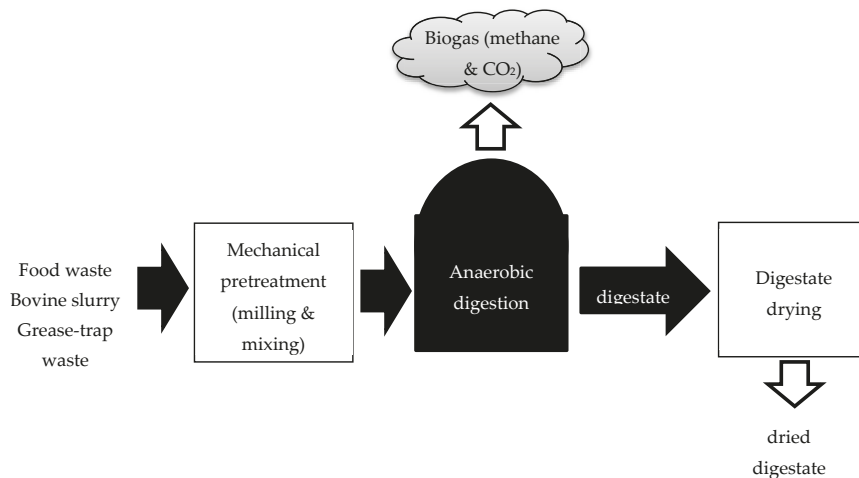 Biogas (methane
& CO₂)
Food waste
Bovine slurry
Grease-trap
waste
Mechanical
pretreatment
(milling &
mixing)
Anaerobic
digestion
digestate
Digestate
drying
dried
digestate